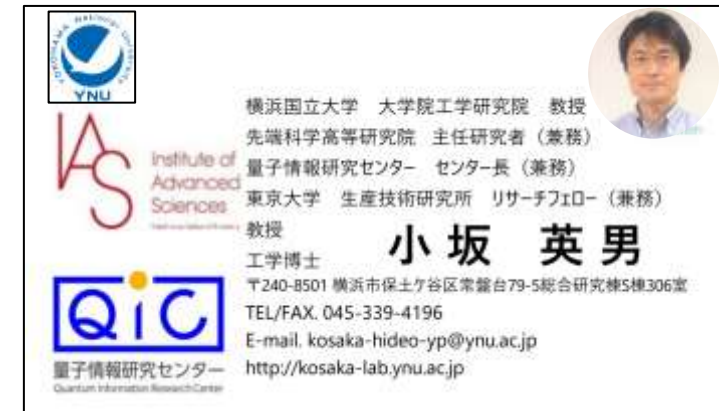 YOKOHAMA National University
YNU
IAS
Institute of
Advanced
Sciences
QiC
量子情報研究センター
Quantum Information Research Center
横浜国立大学 大学院工学研究院 教授
先端科学高等研究院 主任研究者（兼務）
量子情報研究センター センター長（兼務）
東京大学 生産技術研究所 リサーチフェロー（兼務）
教授
工学博士
小坂 英男
〒240-8501 横浜市保土ケ谷区常盤台79-5総合研究棟S棟306室
TEL/FAX. 045-339-4196
E-mail. kosaka-hideo-yp@ynu.ac.jp
http://kosaka-lab.ynu.ac.jp